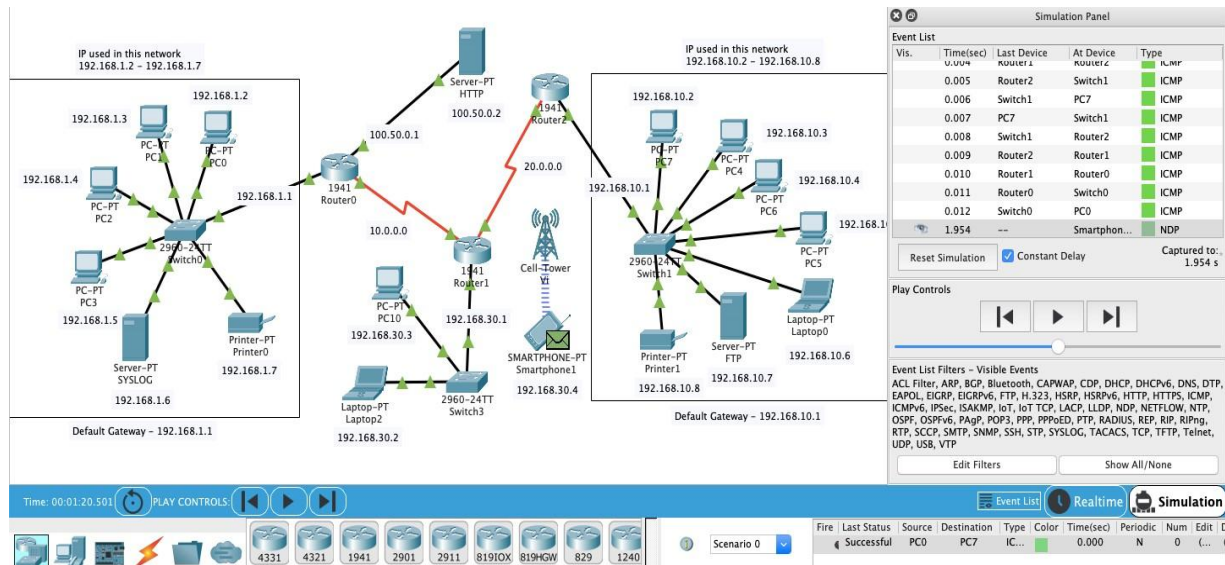 IP used in this network
192.168.1.2 - 192.168.1.7
192.168.1.2
192.168.1.3
PC-PT
PC1
PC-PT
PC0
192.168.1.4
PC-PT
PC2
192.168.1.1
2960-24TT
Switch0
PC-PT
PC3
192.168.1.5
Server-PT
SYSLOG
192.168.1.6
Printer-PT
Printer0
192.168.1.7
Default Gateway - 192.168.1.1
Server-PT
HTTP
100.50.0.2
100.50.0.1
1941
Router0
10.0.0.0
1941
Router1
1941
Router2
20.0.0.0
Cell-Tower
PC-PT
PC10
192.168.30.3
192.168.30.1
SMARTPHONE-PT
Smartphone1
192.168.30.4
Laptop-PT
Laptop2
192.168.30.2
2960-24TT
Switch3
IP used in this network
192.168.10.2 - 192.168.10.8
192.168.10.2
192.168.10.3
192.168.10.4
192.168.10.1
PC-PT
PC7
PC-PT
PC4
PC-PT
PC6
192.168.10
PC-PT
PC5
2960-24TT
Switch1
Laptop-PT
Laptop0
192.168.10.6
Server-PT
FTP
192.168.10.7
Printer-PT
Printer1
192.168.10.8
Default Gateway - 192.168.10.1
Simulation Panel
Event List
Vis. Time(sec) Last Device At Device Type
0.004 Router1 Router2 ICMP
0.005 Router2 Switch1 ICMP
0.006 Switch1 PC7 ICMP
0.007 PC7 Switch1 ICMP
0.008 Switch1 Router2 ICMP
0.009 Router2 Router1 ICMP
0.010 Router1 Router0 ICMP
0.011 Router0 Switch0 ICMP
0.012 Switch0 PC0 ICMP
1.954 -- Smartphon... NDP
Reset Simulation Constant Delay Captured to:
1.954 s
Play Controls
Event List Filters - Visible Events
ACL Filter, ARP, BGP, Bluetooth, CAPWAP, CDP, DHCP, DHCPv6, DNS, DTP,
EAPOL, EIGRP, EIGRPv6, FTP, H.323, HSRP, HSRPv6, HTTP, HTTPS, ICMP,
ICMPv6, IPSec, ISAKMP, IoT, IoT TCP, LACP, LLDP, NDP, NETFLOW, NTP,
OSPF, OSPFv6, PAgP, POP3, PPP, PPPoED, PTP, RADIUS, REP, RIP, RIPng,
RTP, SCCP, SMTP, SNMP, SSH, STP, SYSLOG, TACACS, TCP, TFTP, Telnet,
UDP, USB, VTP
Edit Filters Show All/None
Time: 00:01:20.501 PLAY CONTROLS: Event List Realtime Simulation
4331 4321 1941 2901 2911 819IOX 819HGW 829 1240
Scenario 0
Fire Last Status Source Destination Type Color Time(sec) Periodic Num Edit
Successful PC0 PC7 IC... 0.000 N 0 (...